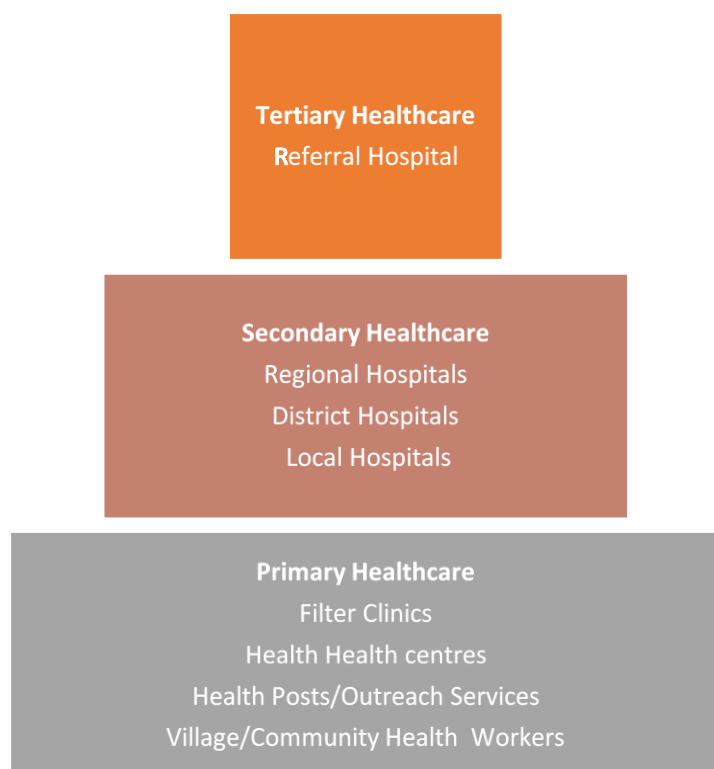 Tertiary Healthcare
Referral Hospital
Secondary Healthcare
Regional Hospitals
District Hospitals
Local Hospitals
Primary Healthcare
Filter Clinics
Health Health centres
Health Posts/Outreach Services
Village/Community Health Workers